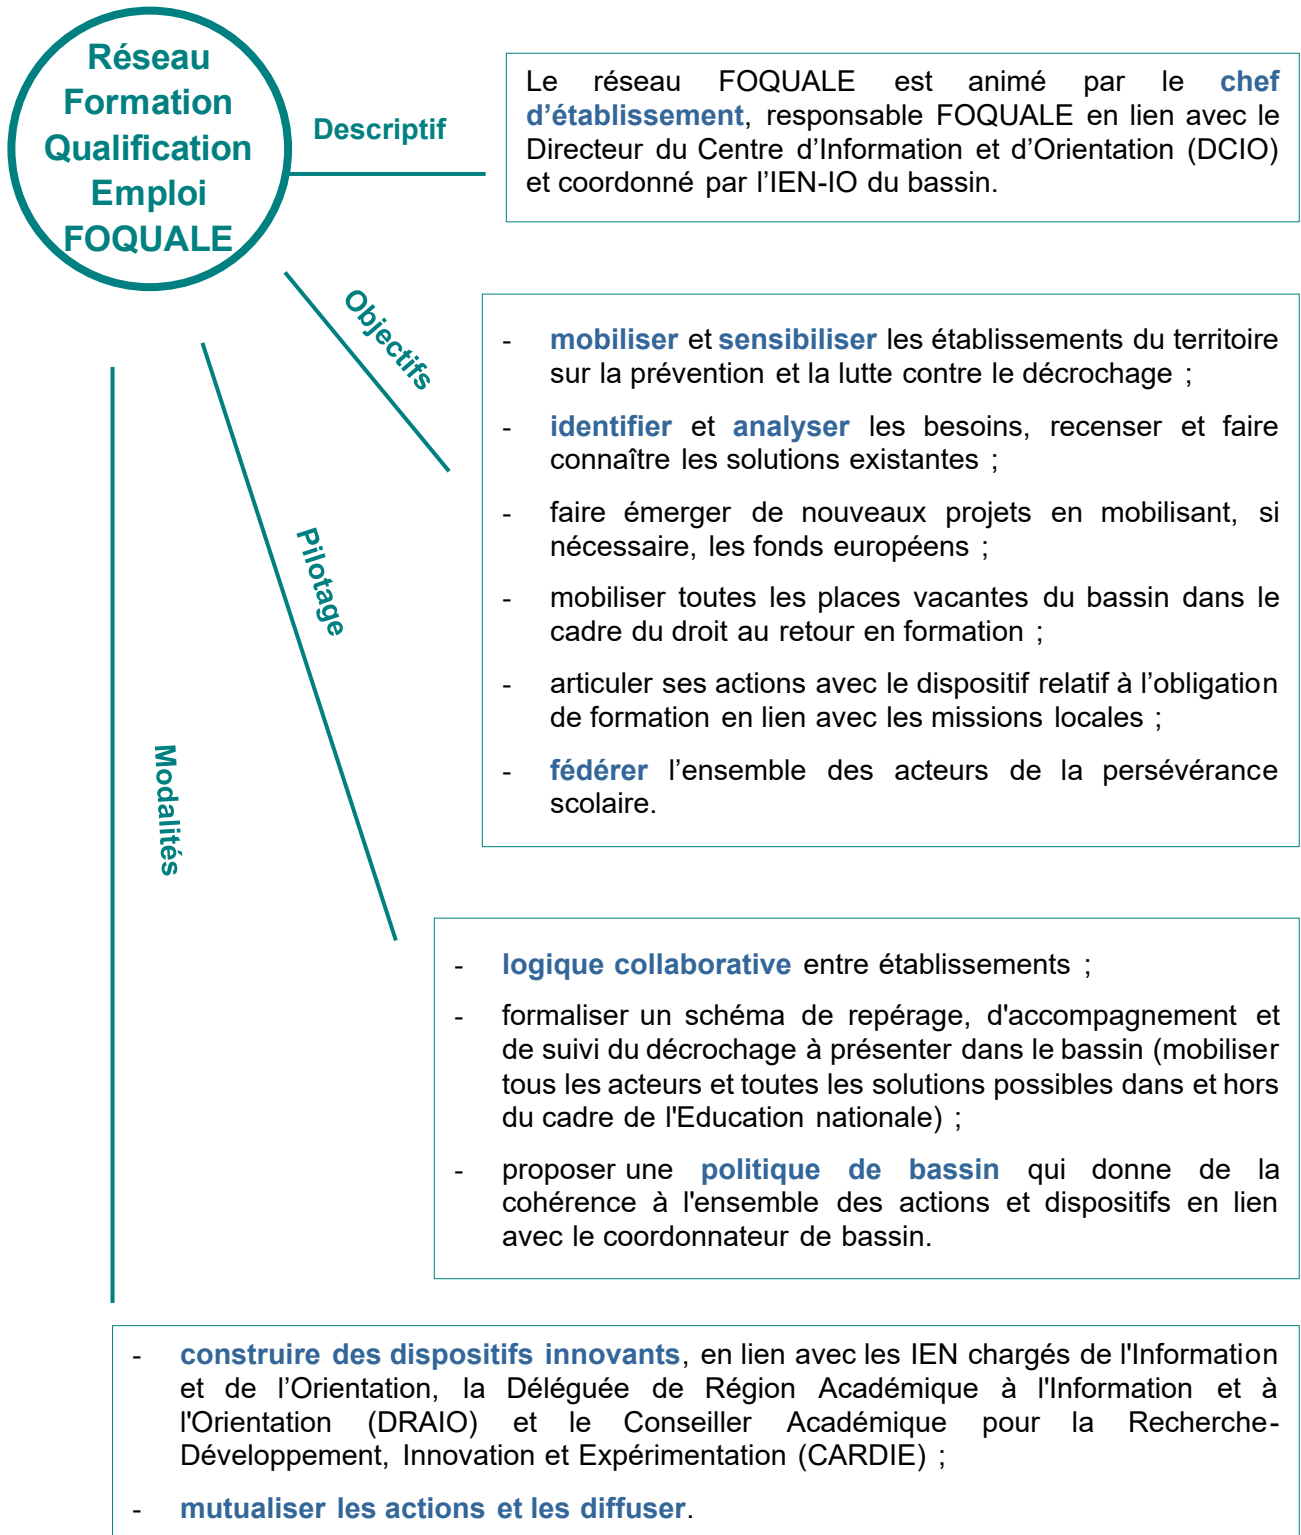 Réseau
Formation
Qualification
Emploi
FOQUALE
Descriptif
Le réseau FOQUALE est animé par le chef
d’établissement, responsable FOQUALE en lien avec le
Directeur du Centre d’Information et d’Orientation (DCIO)
et coordonné par l’IEN-IO du bassin.
Objectifs
- mobiliser et sensibiliser les établissements du territoire
sur la prévention et la lutte contre le décrochage ;
- identifier et analyser les besoins, recenser et faire
connaître les solutions existantes ;
- faire émerger de nouveaux projets en mobilisant, si
nécessaire, les fonds européens ;
- mobiliser toutes les places vacantes du bassin dans le
cadre du droit au retour en formation ;
- articuler ses actions avec le dispositif relatif à l’obligation
de formation en lien avec les missions locales ;
- fédérer l’ensemble des acteurs de la persévérance
scolaire.
Pilotage
- logique collaborative entre établissements ;
- formaliser un schéma de repérage, d'accompagnement et
de suivi du décrochage à présenter dans le bassin (mobiliser
tous les acteurs et toutes les solutions possibles dans et hors
du cadre de l'Education nationale) ;
- proposer une politique de bassin qui donne de la
cohérence à l'ensemble des actions et dispositifs en lien
avec le coordonnateur de bassin.
Modalités
- construire des dispositifs innovants, en lien avec les IEN chargés de l'Information
et de l’Orientation, la Déléguée de Région Académique à l'Information et à
l'Orientation (DRAIO) et le Conseiller Académique pour la Recherche-
Développement, Innovation et Expérimentation (CARDIE) ;
- mutualiser les actions et les diffuser.